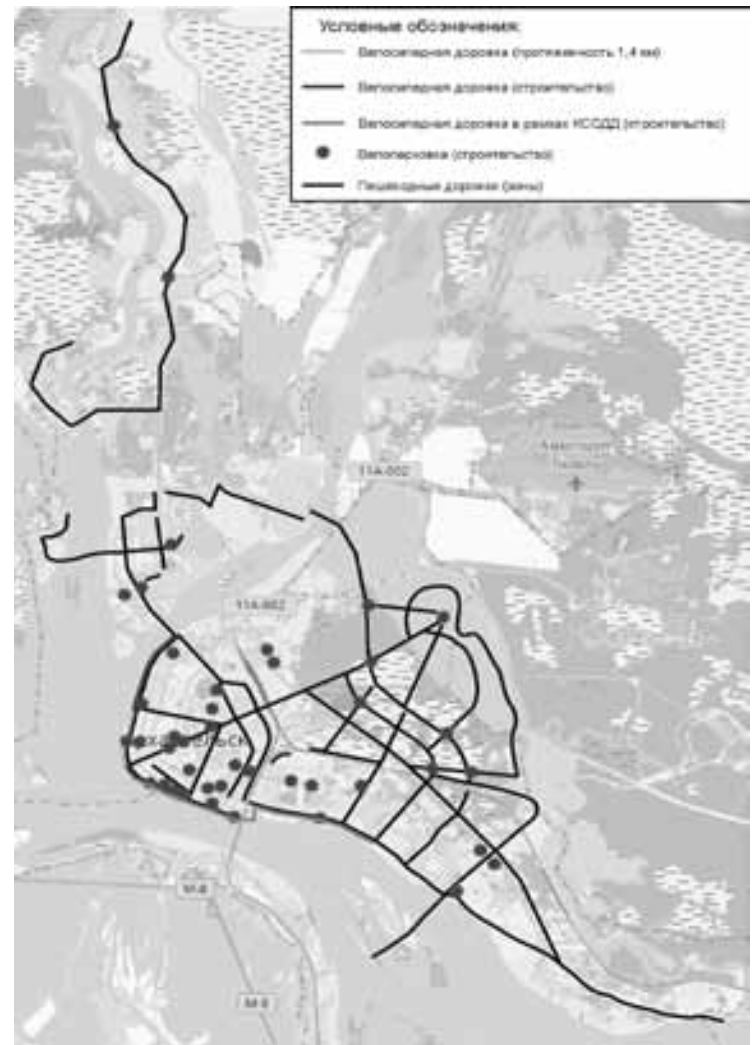 Условные обозначения:
Велосипедная дорожка (протяженность 1,4 км)
Велосипедная дорожка (строительство)
Велосипедная дорожка в рамках КСОДД (строительство)
Велопарковка (строительство)
Пешеходные дорожки (зоны)
11А-002
11А-002
М-8
М-8